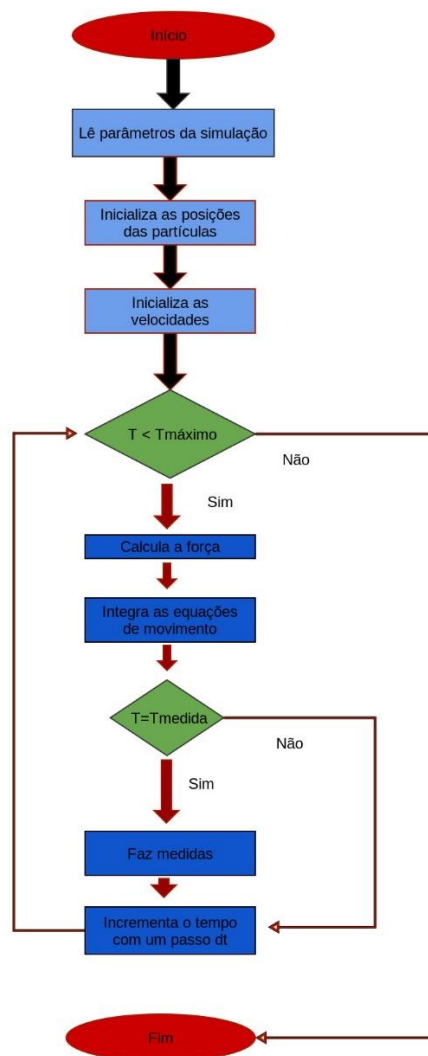 Início
Lê parâmetros da simulação
Inicializa as posições
das partículas
Inicializa as
velocidades
T < Tmáximo
Não
Sim
Calcula a força
Integra as equações
de movimento
T=Tmedida
Não
Sim
Faz medidas
Incrementa o tempo
com um passo dt
Fim